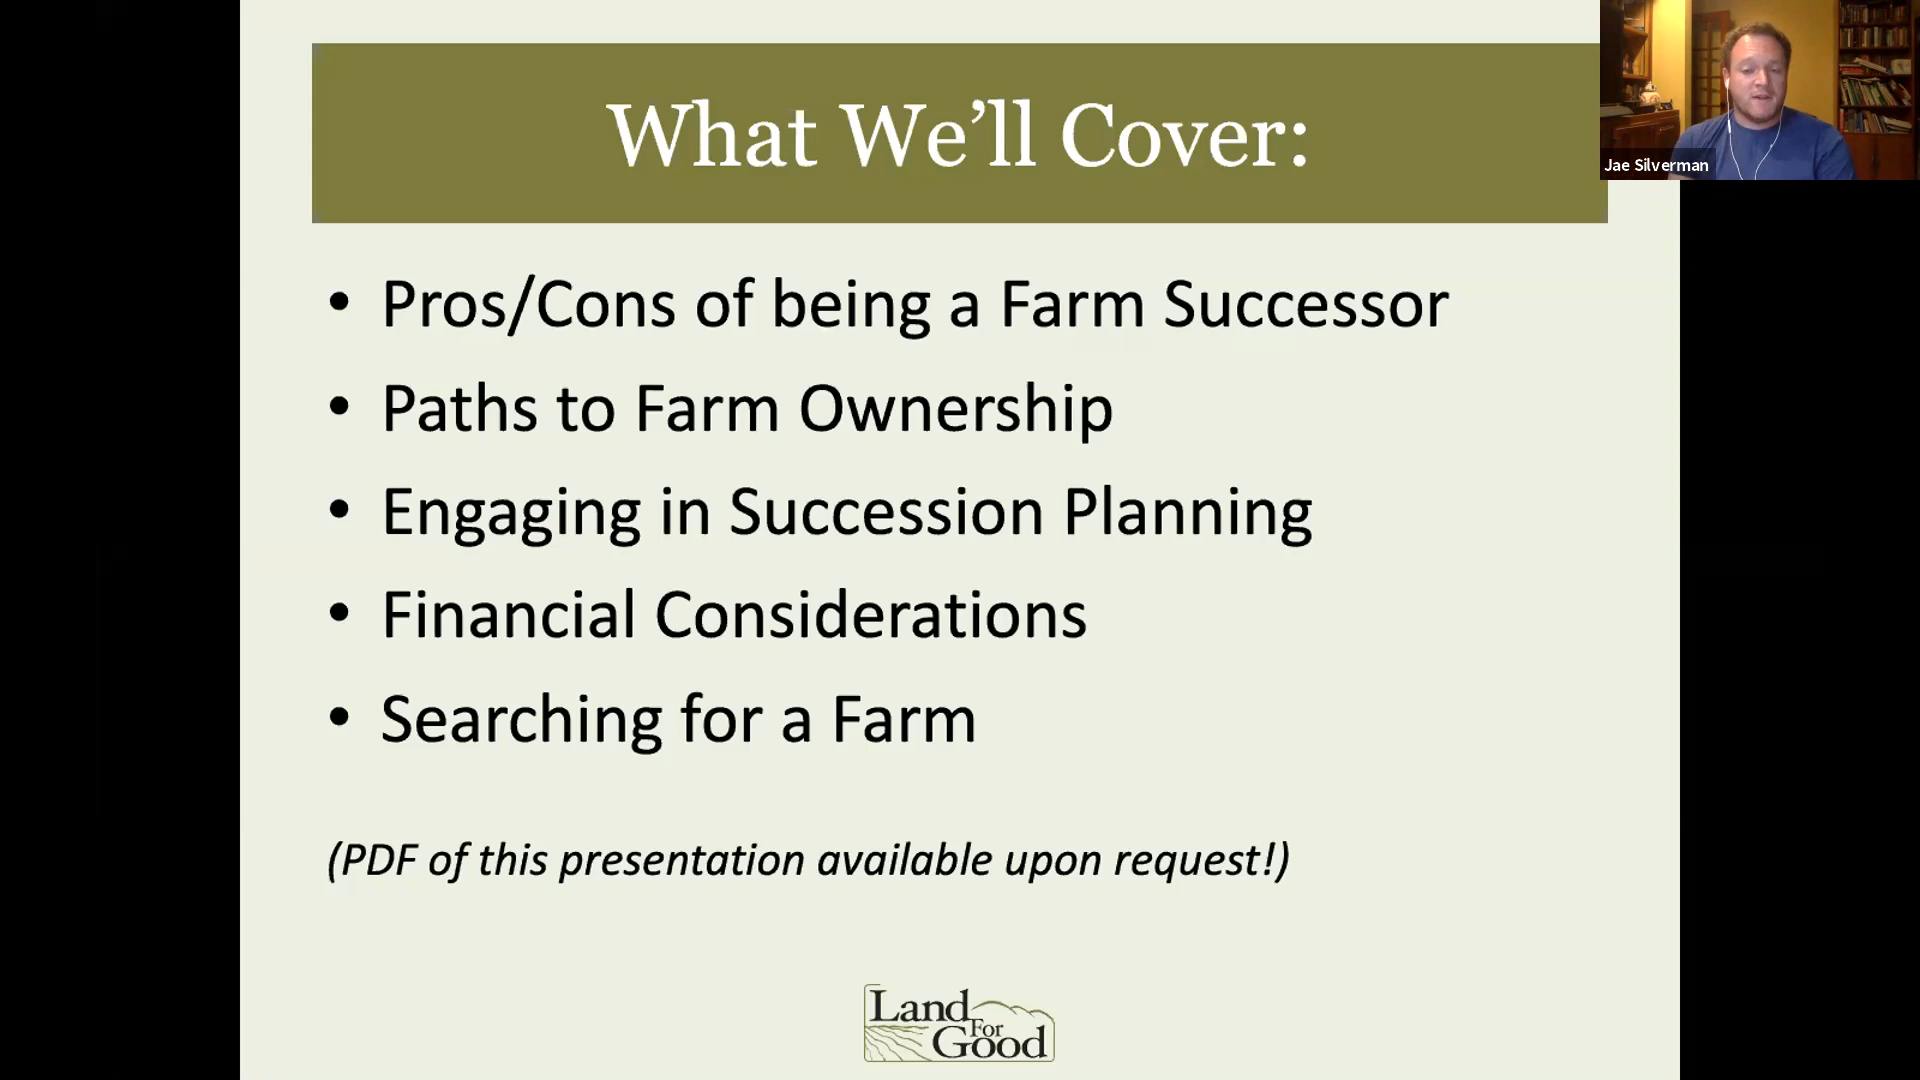 What We’ll Cover:
Jae Silverman
• Pros/Cons of being a Farm Successor
• Paths to Farm Ownership
• Engaging in Succession Planning
• Financial Considerations
• Searching for a Farm
(PDF of this presentation available upon request!)
Land
For
Good